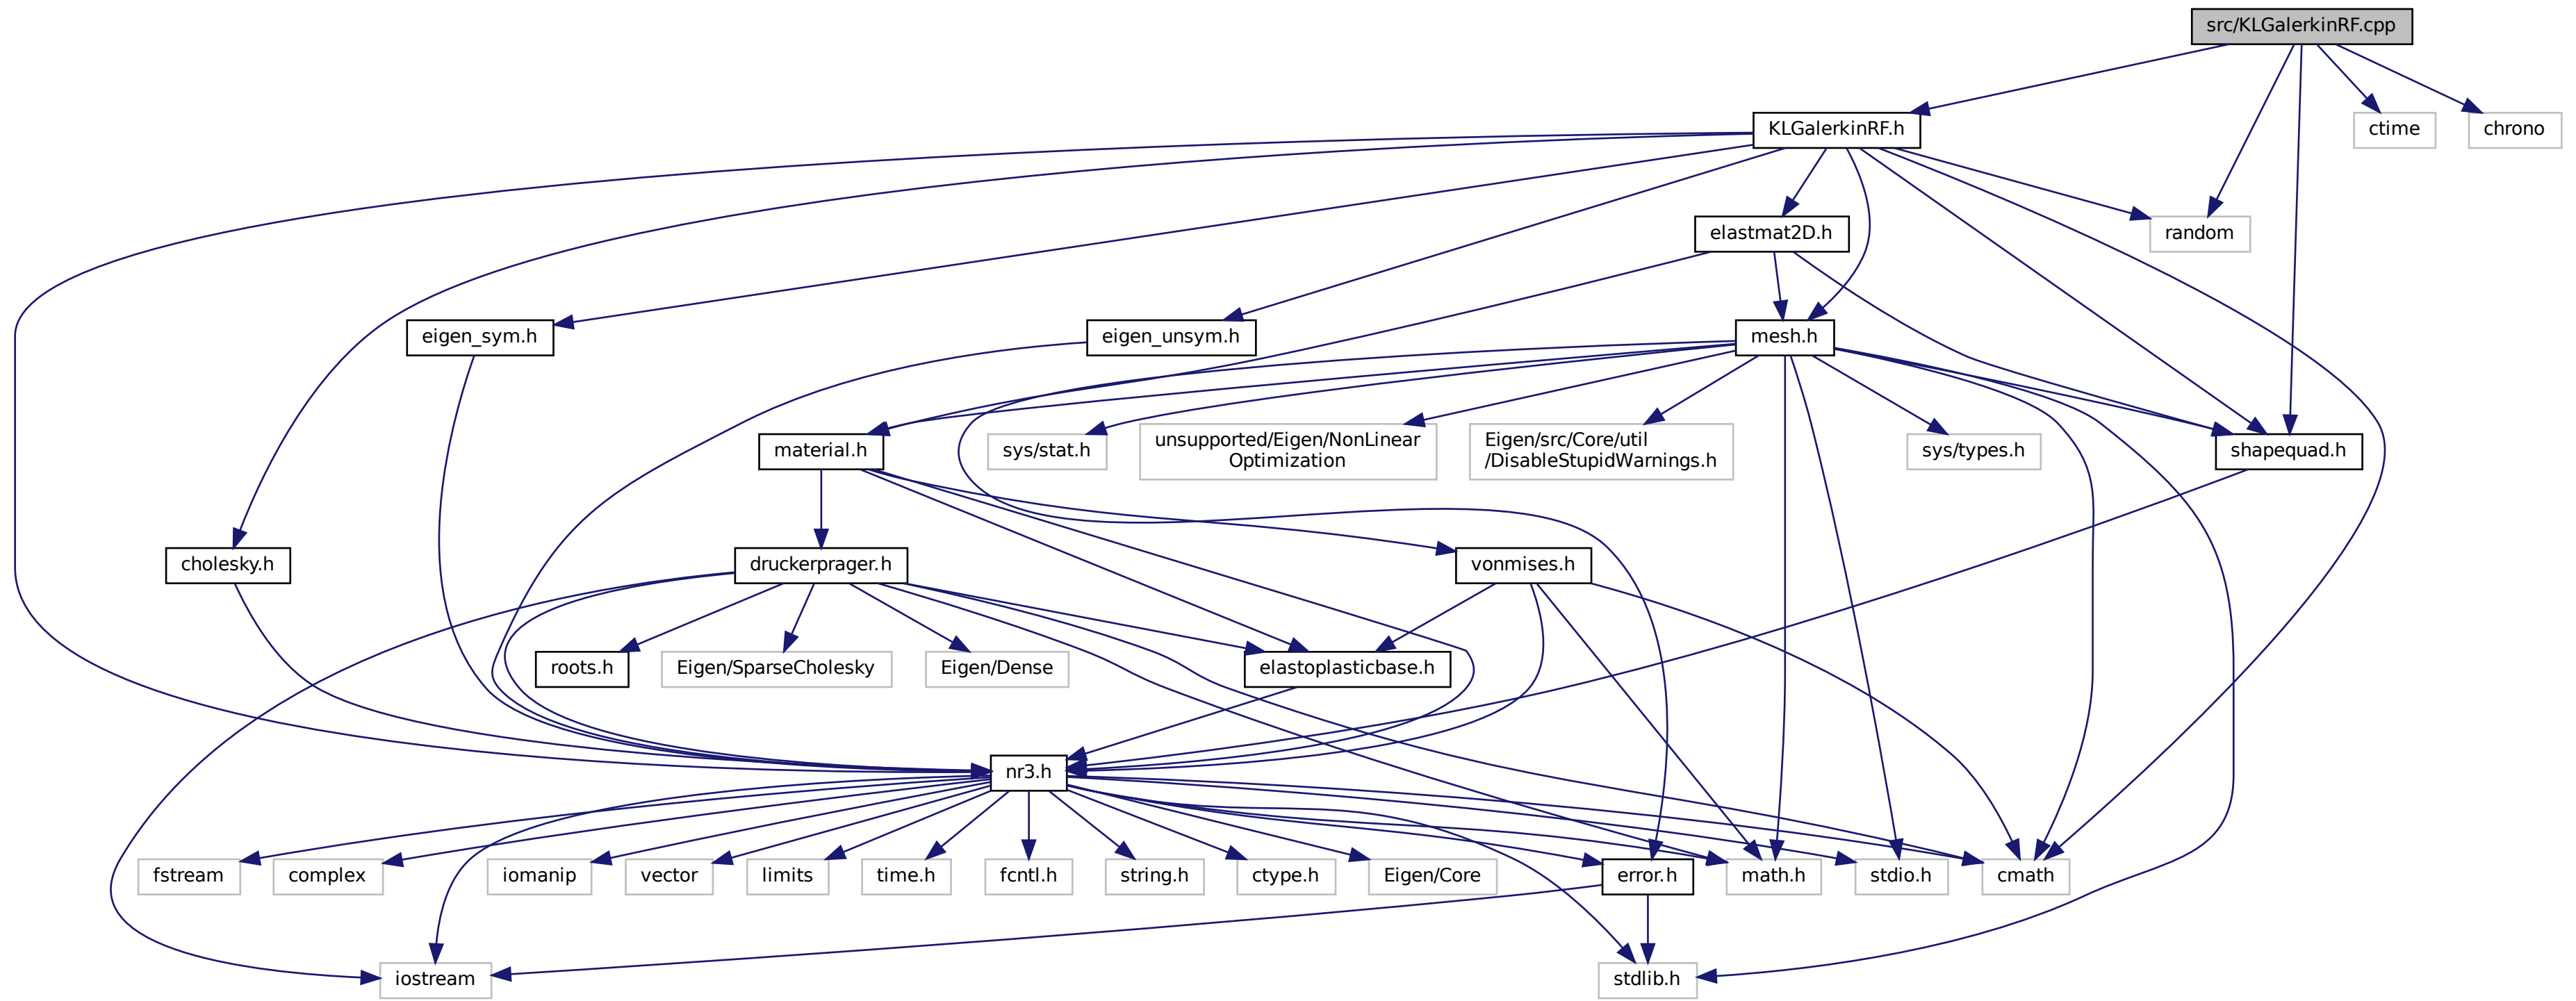 src/KLGalerkinRF.cpp
KLGalerkinRF.h
ctime
chrono
elastmat2D.h
random
eigen_sym.h
eigen_unsym.h
mesh.h
material.h
sys/stat.h
unsupported/Eigen/NonLinear
Optimization
Eigen/src/Core/util
/DisableStupidWarnings.h
sys/types.h
shapequad.h
cholesky.h
druckerprager.h
vonmises.h
roots.h
Eigen/SparseCholesky
Eigen/Dense
elastoplasticbase.h
nr3.h
fstream
complex
iomanip
vector
limits
time.h
fcntl.h
string.h
ctype.h
Eigen/Core
error.h
math.h
stdio.h
cmath
iostream
stdlib.h